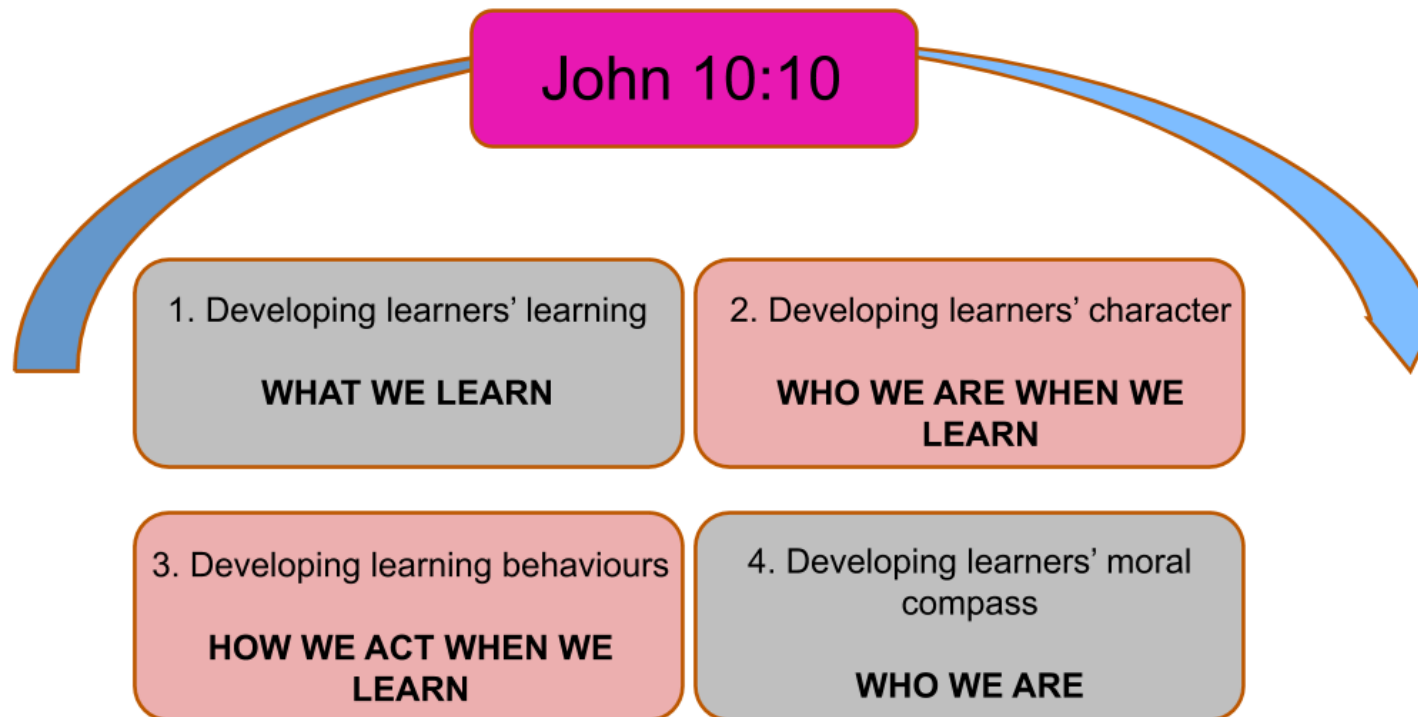 John 10:10
1. Developing learners’ learning
WHAT WE LEARN
2. Developing learners’ character
WHO WE ARE WHEN WE
LEARN
3. Developing learning behaviours
HOW WE ACT WHEN WE
LEARN
4. Developing learners’ moral
compass
WHO WE ARE